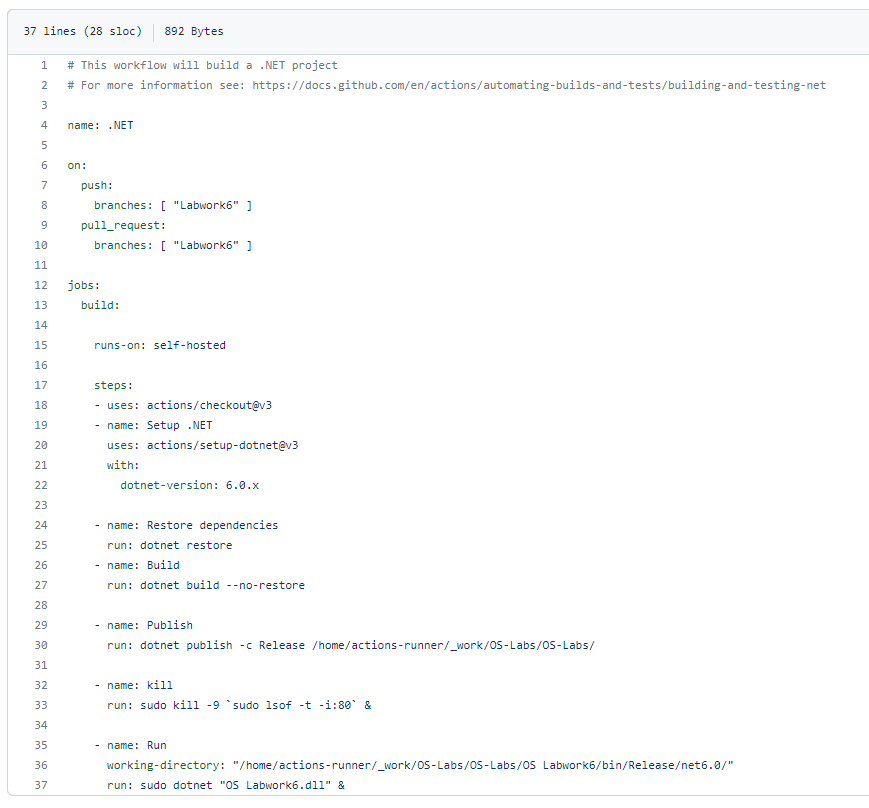 37 lines (28 sloc) 892 Bytes
1 # This workflow will build a .NET project
2 # For more information see: https://docs.github.com/en/actions/automating-builds-and-tests/building-and-testing-net
3
4 name: .NET
5
6 on:
7   push:
8     branches: [ "Labwork6" ]
9   pull_request:
10     branches: [ "Labwork6" ]
11
12 jobs:
13   build:
14
15     runs-on: self-hosted
16
17     steps:
18     - uses: actions/checkout@v3
19     - name: Setup .NET
20       uses: actions/setup-dotnet@v3
21       with:
22         dotnet-version: 6.0.x
23
24     - name: Restore dependencies
25       run: dotnet restore
26     - name: Build
27       run: dotnet build --no-restore
28
29     - name: Publish
30       run: dotnet publish -c Release /home/actions-runner/_work/OS-Labs/OS-Labs/
31
32     - name: kill
33       run: sudo kill -9 `sudo lsof -t -i:80` &
34
35     - name: Run
36       working-directory: "/home/actions-runner/_work/OS-Labs/OS-Labs/OS Labwork6/bin/Release/net6.0/"
37       run: sudo dotnet "OS Labwork6.dll" &